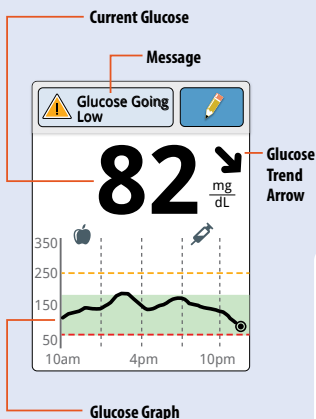 Current Glucose
Message
Glucose Going
Low
82
mg
dL
Glucose
Trend
Arrow
350
250
150
50
10am 4pm 10pm
Glucose Graph